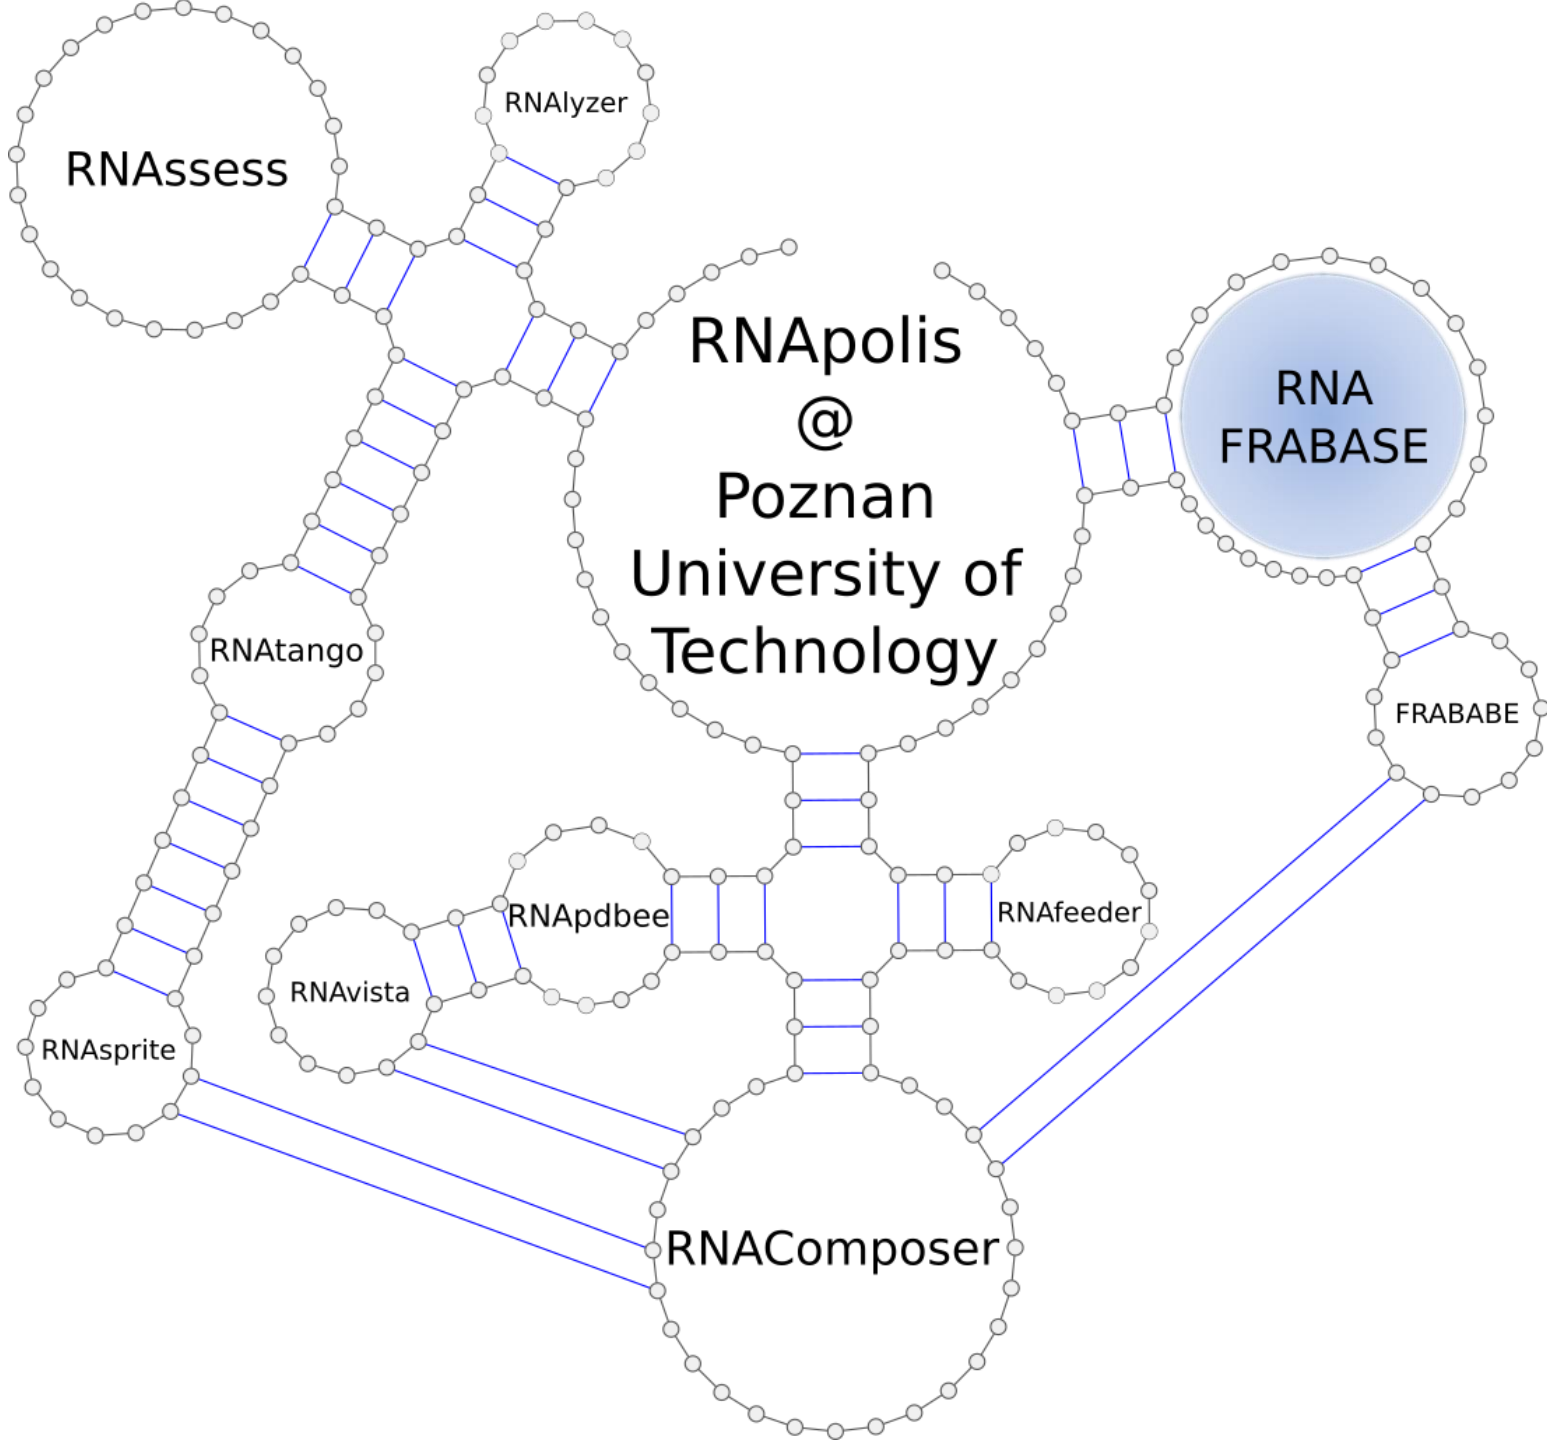 RNAlyzer
RNAssess
RNApolis
@
Poznan
University of
Technology
RNA
FRABASE
RNAtango
FRABABE
RNApdbee
RNAfeeder
RNAvista
RNAsprite
RNAComposer